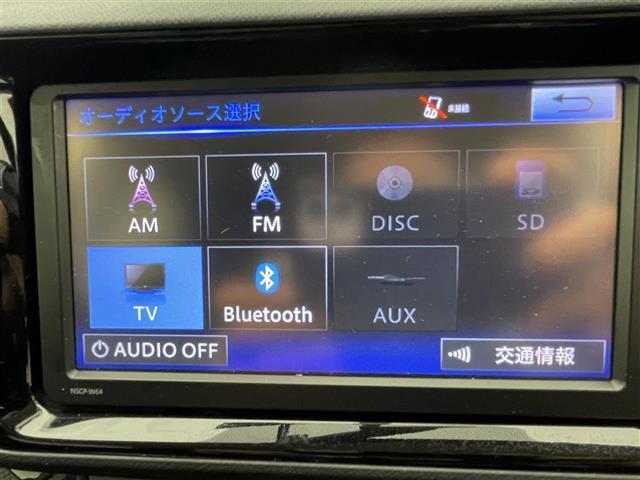 オーディオソース選択
未接続
AM
FM
DISC
SD
TV
Bluetooth
AUX
AUDIO OFF
交通情報
NSCP-W64